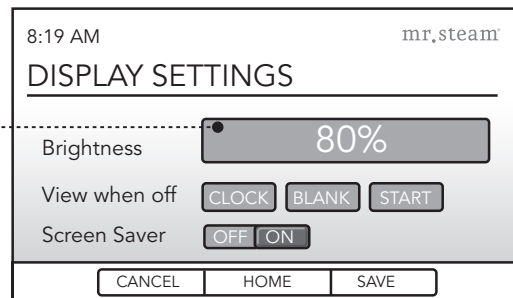 8:19 AM mr.steam®
DISPLAY SETTINGS
Brightness 80%
View when off CLOCK BLANK START
Screen Saver OFF ON
CANCEL HOME SAVE